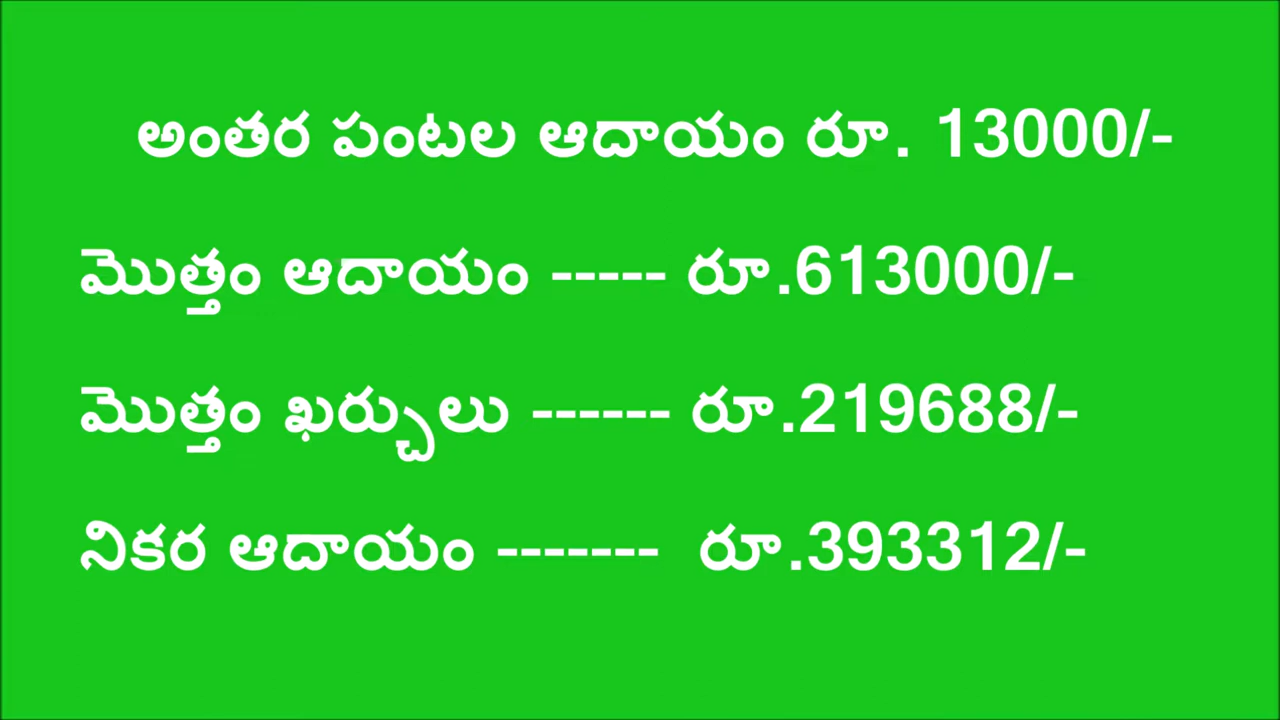 అంతర పంటల ఆదాయం రూ. 13000/-
మొత్తం ఆదాయం ----- రూ.613000/-
మొత్తం ఖర్చులు ------ రూ.219688/-
నికర ఆదాయం ------- రూ.393312/-